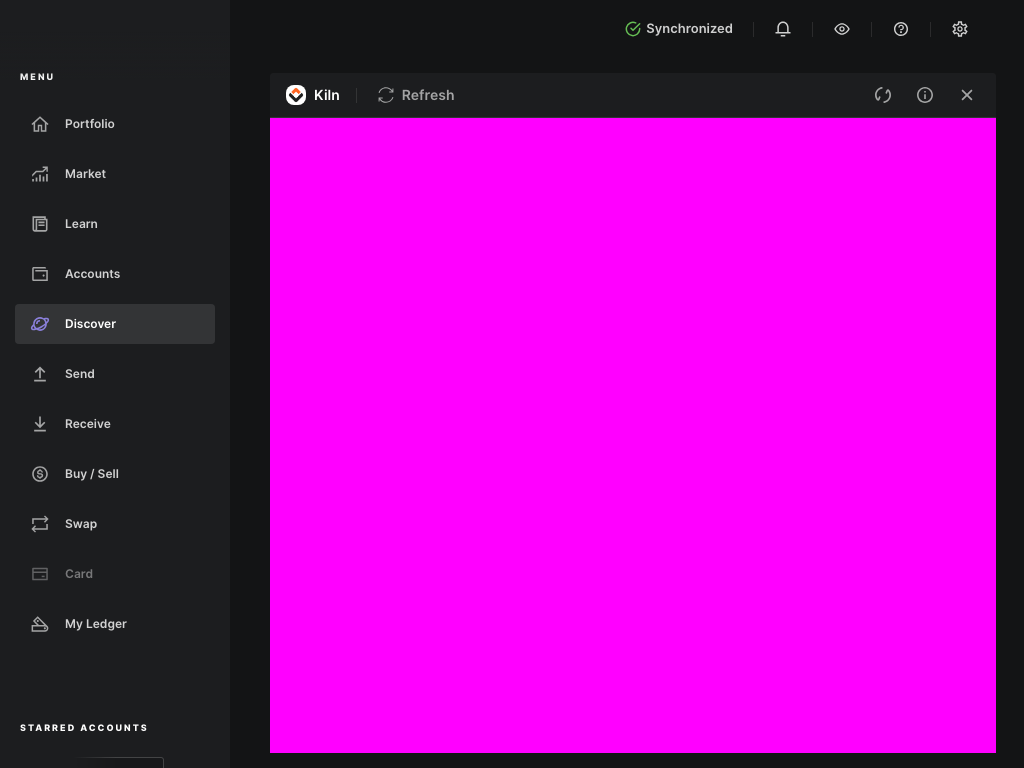 Synchronized
MENU
Portfolio
Market
Learn
Accounts
Discover
Send
Receive
Buy / Sell
Swap
Card
My Ledger
STARRED ACCOUNTS
Kiln
Refresh